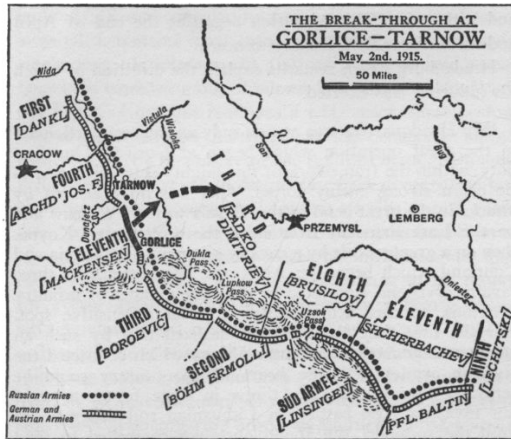 THE BREAK-THROUGH AT
GORLICE-TARNOW
May 2nd. 1915.
50 Miles
Nida
FIRST
[DANKL]
Vistula
Wisloka
San
Bug
CRACOW
FOURTH
[ARCHD' JOS. F.]
TARNOW
THIRD
[RADKO
DIMITRIEV]
PRZEMYSL
LEMBERG
Dunajec
ELEVENTH
[MACKENSEN]
GORLICE
Dukla
Pass
Lupkow
Pass
EIGHTH
[BRUSILOV]
Uzsok
Pass
Dniester
ELEVENTH
[SHCHERBACHEV]
NINTH
[LECHITSKI]
THIRD
[BOROEVIĆ]
SECOND
[BÖHM ERMOLLI]
SÜD ARMEE
[LINSINGEN]
[PFL. BALTIN]
Russian Armies
German and
Austrian Armies